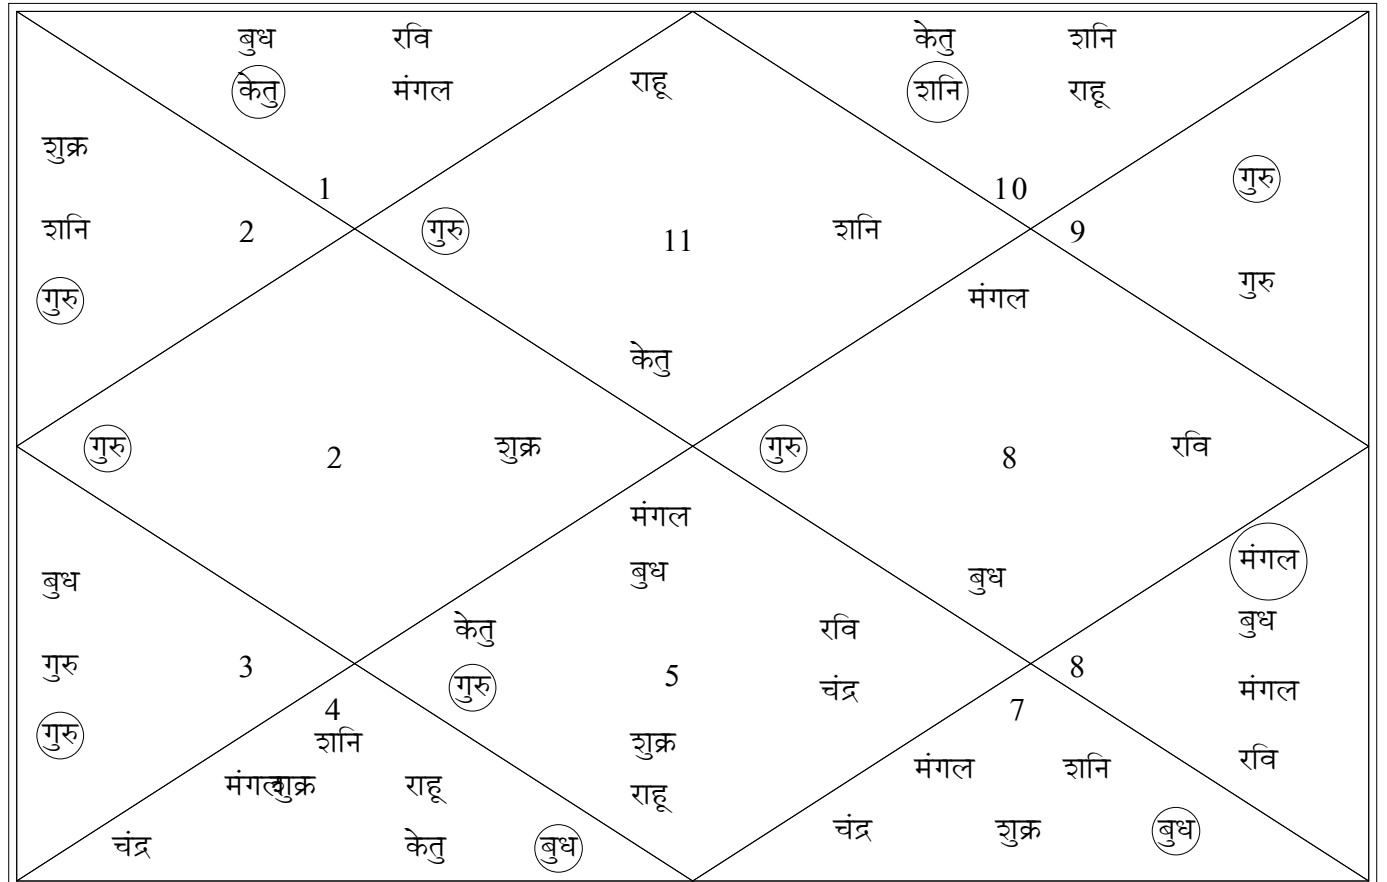 बुध रवि केतु शनि
केतु मंगल राहू शनि राहू
शुक्र
1 10 गुरु
शनि 2 गुरु 11 शनि 9
गुरु मंगल गुरु
केतु
गुरु 2 शुक्र गुरु 8 रवि
मंगल
बुध बुध बुध मंगल
केतु रवि बुध
गुरु 3 5 8
गुरु चंद्र मंगल
4 7
गुरु शनि शुक्र रवि
मंगल शुक्र राहू राहू मंगल शनि
चंद्र केतु बुध चंद्र शुक्र बुध